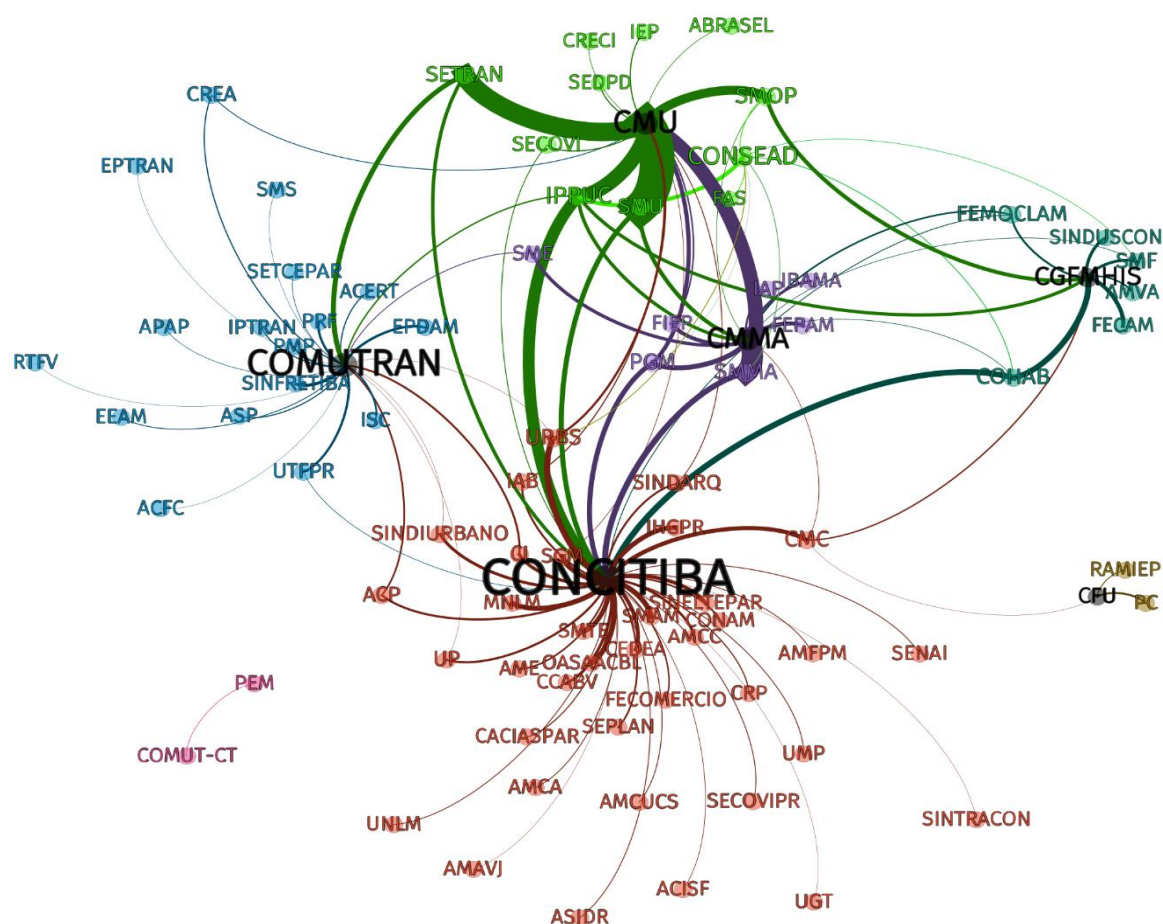 ABRASEL
IEP
CRECI
SETRAN
SEDPD
CREA
SMOP
CMU
SECOVI
CONSEAD
EPTRAN
SMS
IPPUC
SMU
FAS
FEMOCLAM
SINDUSCON
SME
SMF
SETCEPAR
CGFMHIS
ACERT
IAP
IBAMA
AMVA
APAP
IPTRAN
PRF
EPDAM
FIEP
FEPAM
FECAM
PMP
CMMA
RTFV
COMUTRAN
PGM
SMMA
COHAB
SINFRETIBA
EEAM
ASP
ISC
URBS
UTFPR
IAB
SINDARQ
ACFC
SINDIURBANO
IHGPR
CMC
SGM
CONCITIBA
RAMIEP
ACP
MNLM
SINELTEPAR
CFU
PC
SMAM
CONAM
SMTE
AMCC
CEDEA
UP
AME
OASA
ACBL
AMFPM
SENAI
CCABV
PEM
FECOMERCIO
CRP
SEPLAN
CACIASPAR
COMUT-CT
UMP
AMCA
AMCUCS
SECOVIPR
UNLM
SINTRACON
AMAVJ
ACISF
UGT
ASIDR